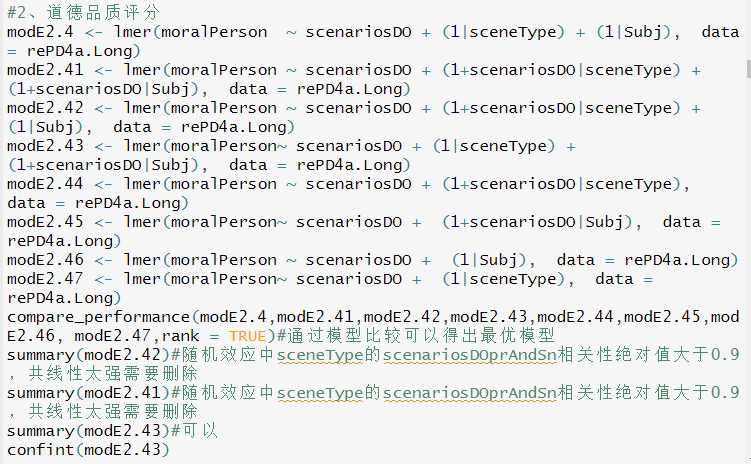 #2、道德品质评分
modE2.4 <- lmer(moralPerson  ~ scenariosDO + (1|sceneType) + (1|Subj),  data
= rePD4a.Long)
modE2.41 <- lmer(moralPerson ~ scenariosDO + (1+scenariosDO|sceneType) +
(1+scenariosDO|Subj),  data = rePD4a.Long)
modE2.42 <- lmer(moralPerson ~ scenariosDO + (1+scenariosDO|sceneType) +
(1|Subj),  data = rePD4a.Long)
modE2.43 <- lmer(moralPerson~ scenariosDO + (1|sceneType) +
(1+scenariosDO|Subj),  data = rePD4a.Long)
modE2.44 <- lmer(moralPerson ~ scenariosDO + (1+scenariosDO|sceneType),
data = rePD4a.Long)
modE2.45 <- lmer(moralPerson~ scenariosDO +  (1+scenariosDO|Subj),  data =
rePD4a.Long)
modE2.46 <- lmer(moralPerson ~ scenariosDO +  (1|Subj),  data = rePD4a.Long)
modE2.47 <- lmer(moralPerson~ scenariosDO +  (1|sceneType),  data =
rePD4a.Long)
compare_performance(modE2.4,modE2.41,modE2.42,modE2.43,modE2.44,modE2.45,mod
E2.46, modE2.47,rank = TRUE)#通过模型比较可以得出最优模型
summary(modE2.42)#随机效应中sceneType的scenariosDOprAndSn相关性绝对值大于0.9
，共线性太强需要删除
summary(modE2.41)#随机效应中sceneType的scenariosDOprAndSn相关性绝对值大于0.9
，共线性太强需要删除
summary(modE2.43)#可以
confint(modE2.43)